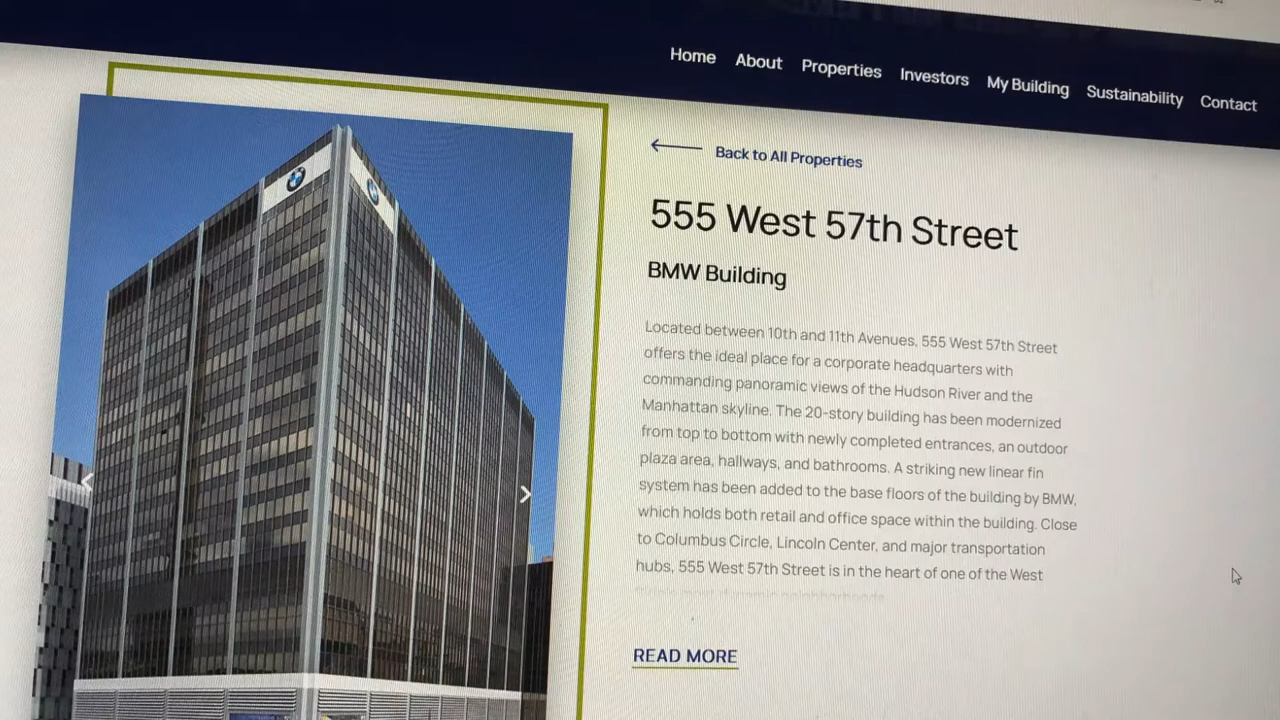 Home About Properties Investors My Building Sustainability Contact
Back to All Properties
555 West 57th Street
BMW Building
Located between 10th and 11th Avenues, 555 West 57th Street
offers the ideal place for a corporate headquarters with
commanding panoramic views of the Hudson River and the
Manhattan skyline. The 20-story building has been modernized
from top to bottom with newly completed entrances, an outdoor
plaza area, hallways, and bathrooms. A striking new linear fin
system has been added to the base floors of the building by BMW,
which holds both retail and office space within the building. Close
to Columbus Circle, Lincoln Center, and major transportation
hubs, 555 West 57th Street is in the heart of one of the West
READ MORE